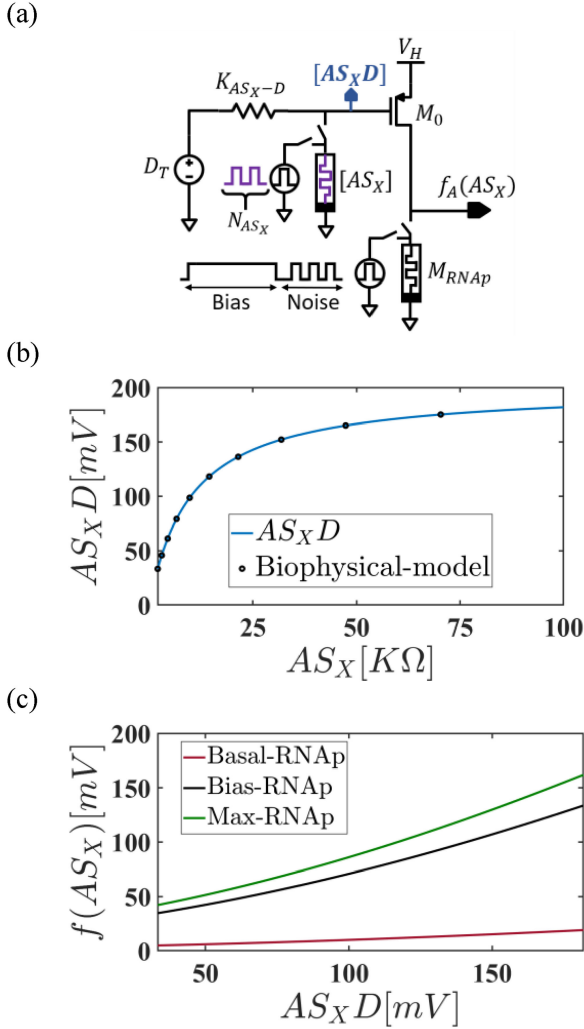 (a)
V_H
[AS_XD]
K_{AS_X-D}
M_0
D_T
[AS_X]
f_A(AS_X)
N_{AS_X}
M_{RNAp}
Bias
Noise
(b)
200
150
100
50
0
AS_XD[mV]
AS_XD
Biophysical-model
25
50
75
100
AS_X[KΩ]
(c)
200
150
100
50
0
f(AS_X)[mV]
Basal-RNAp
Bias-RNAp
Max-RNAp
50
100
150
AS_XD[mV]